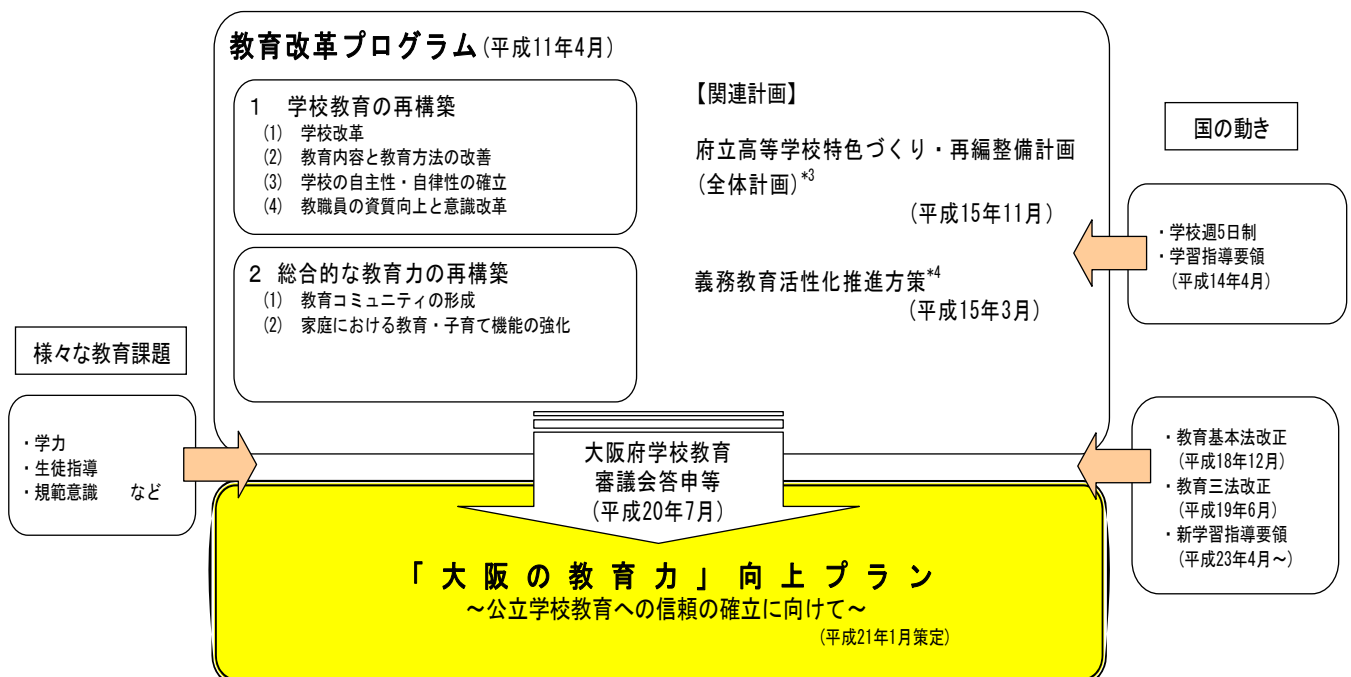 教育改革プログラム(平成11年4月)
1 学校教育の再構築
(1) 学校改革
(2) 教育内容と教育方法の改善
(3) 学校の自主性・自律性の確立
(4) 教職員の資質向上と意識改革
2 総合的な教育力の再構築
(1) 教育コミュニティの形成
(2) 家庭における教育・子育て機能の強化
【関連計画】
府立高等学校特色づくり・再編整備計画
(全体計画)*3
(平成15年11月)
義務教育活性化推進方策*4
(平成15年3月)
国の動き
・学校週5日制
・学習指導要領
(平成14年4月)
様々な教育課題
・学力
・生徒指導
・規範意識 など
・教育基本法改正
(平成18年12月)
・教育三法改正
(平成19年6月)
・新学習指導要領
(平成23年4月～)
大阪府学校教育
審議会答申等
(平成20年7月)
「大阪の教育力」向上プラン
～公立学校教育への信頼の確立に向けて～
(平成21年1月策定)